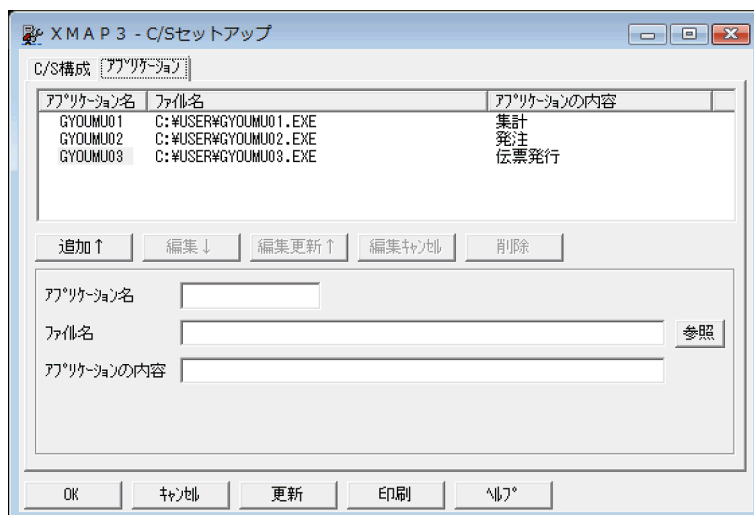 XMAP3 - C/Sセットアップ
C/S構成 ｱﾌﾟﾘｹｰｼｮﾝ
ｱﾌﾟﾘｹｰｼｮﾝ名 ﾌｧｲﾙ名 ｱﾌﾟﾘｹｰｼｮﾝの内容
GYOUMU01 C:¥USER¥GYOUMU01.EXE 集計
GYOUMU02 C:¥USER¥GYOUMU02.EXE 発注
GYOUMU03 C:¥USER¥GYOUMU03.EXE 伝票発行
追加↑ 編集↓ 編集更新↑ 編集ｷｬﾝｾﾙ 削除
ｱﾌﾟﾘｹｰｼｮﾝ名
ﾌｧｲﾙ名 参照
ｱﾌﾟﾘｹｰｼｮﾝの内容
OK ｷｬﾝｾﾙ 更新 印刷 ﾍﾙﾌﾟ